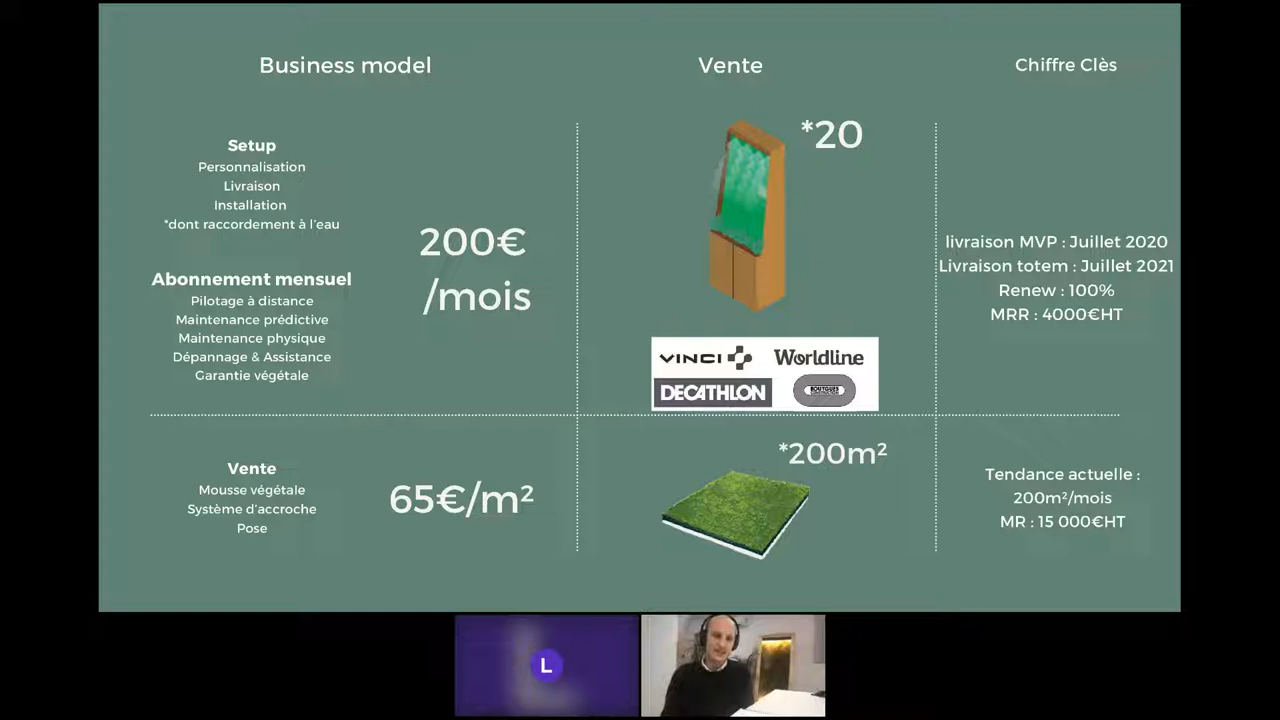 Business model
Vente
Chiffre Clès
Setup
Personnalisation
Livraison
Installation
*dont raccordement à l'eau
Abonnement mensuel
Pilotage à distance
Maintenance prédictive
Maintenance physique
Dépannage & Assistance
Garantie végétale
200€
/mois
*20
VINCI
Worldline
DECATHLON
BOUYGUES
livraison MVP : Juillet 2020
Livraison totem : Juillet 2021
Renew : 100%
MRR : 4000€HT
Vente
Mousse végétale
Système d'accroche
Pose
65€/m²
*200m²
Tendance actuelle :
200m²/mois
MR : 15 000€HT
L